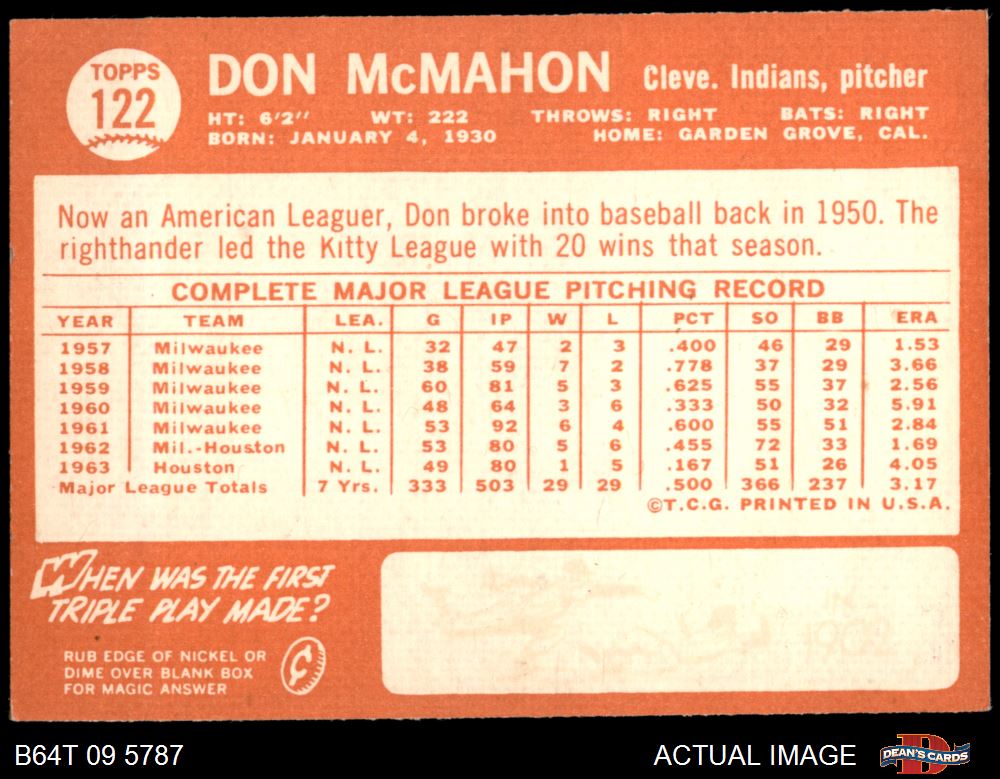 TOPPS
122
DON McMAHON Cleve. Indians, pitcher
HT: 6'2" WT: 222 THROWS: RIGHT BATS: RIGHT
BORN: JANUARY 4, 1930 HOME: GARDEN GROVE, CAL.
Now an American Leaguer, Don broke into baseball back in 1950. The
righthander led the Kitty League with 20 wins that season.
COMPLETE MAJOR LEAGUE PITCHING RECORD
YEAR TEAM LEA. G IP W L PCT SO BB ERA
1957 Milwaukee N. L. 32 47 2 3 .400 46 29 1.53
1958 Milwaukee N. L. 38 59 7 2 .778 37 29 3.66
1959 Milwaukee N. L. 60 81 5 3 .625 55 37 2.56
1960 Milwaukee N. L. 48 64 3 6 .333 50 32 5.91
1961 Milwaukee N. L. 53 92 6 4 .600 55 51 2.84
1962 Mil.-Houston N. L. 53 80 5 6 .455 72 33 1.69
1963 Houston N. L. 49 80 1 5 .167 51 26 4.05
Major League Totals 7 Yrs. 333 503 29 29 .500 366 237 3.17
©T.C.G. PRINTED IN U.S.A.
WHEN WAS THE FIRST
TRIPLE PLAY MADE?
RUB EDGE OF NICKEL OR
DIME OVER BLANK BOX
FOR MAGIC ANSWER
B64T 09 5787 ACTUAL IMAGE DEAN'S CARDS